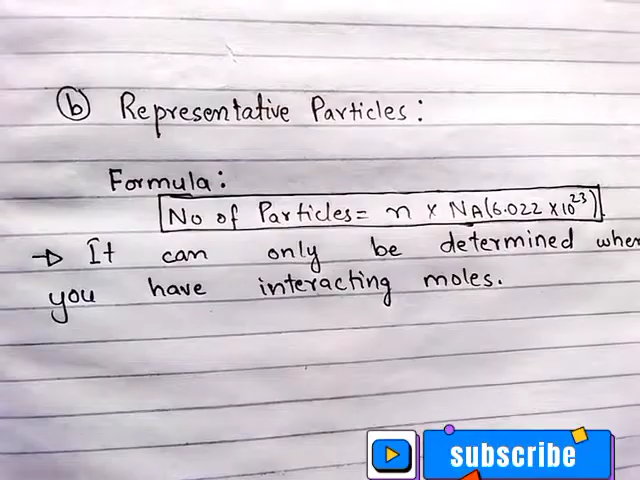 (b) Representative Particles:
Formula:
No of Particles = n × NA(6.022 × 10²³)
→ It can only be determined when
you have interacting moles.
subscribe